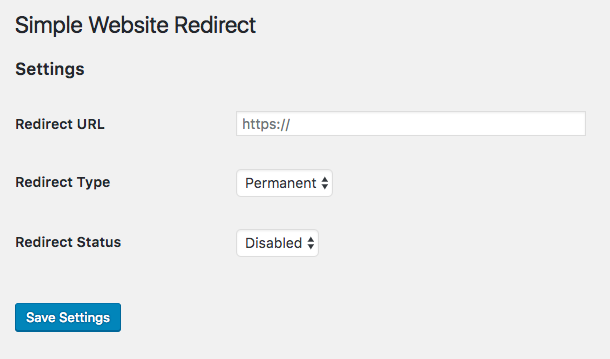 Simple Website Redirect
Settings
Redirect URL https://
Redirect Type Permanent
Redirect Status Disabled
Save Settings